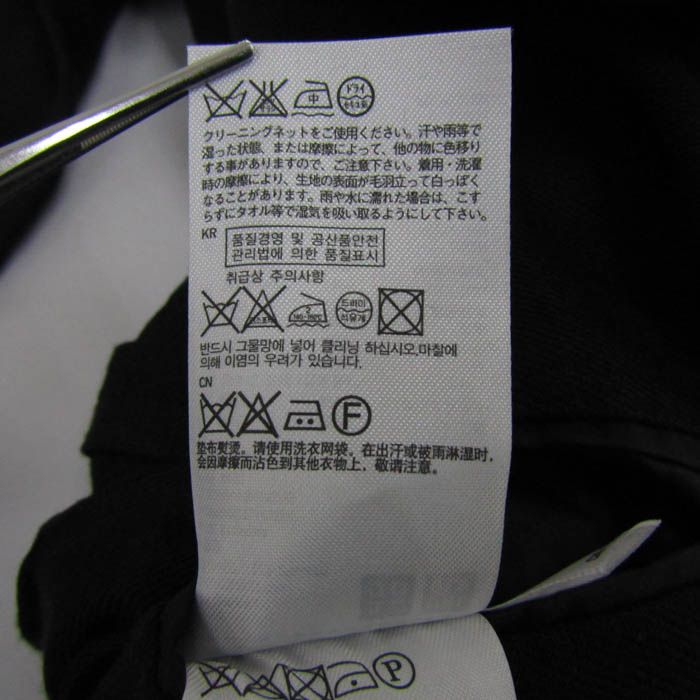 中 ドライ
クリーニングネットをご使用ください。汗や雨等で
湿った状態、または摩擦によって、他の物に色移り
する事がありますので、ご注意下さい。着用・洗濯
時の摩擦により、生地の表面が毛羽立って白っぽく
なることがあります。雨や水に濡れた場合は、こす
らずにタオル等で湿気を吸い取るようにして下さい。
KR
품질경영 및 공산품안전
관리법에 의한 품질표시
취급상 주의사항
드라이
석유계
반드시 그물망에 넣어 클리닝 하십시오.마찰에
의해 이염의 우려가 있습니다.
CN
F
垫布熨烫。请使用洗衣网袋。在出汗或被雨淋湿时，
会因摩擦而沾色到其他衣物上，敬请注意。
P